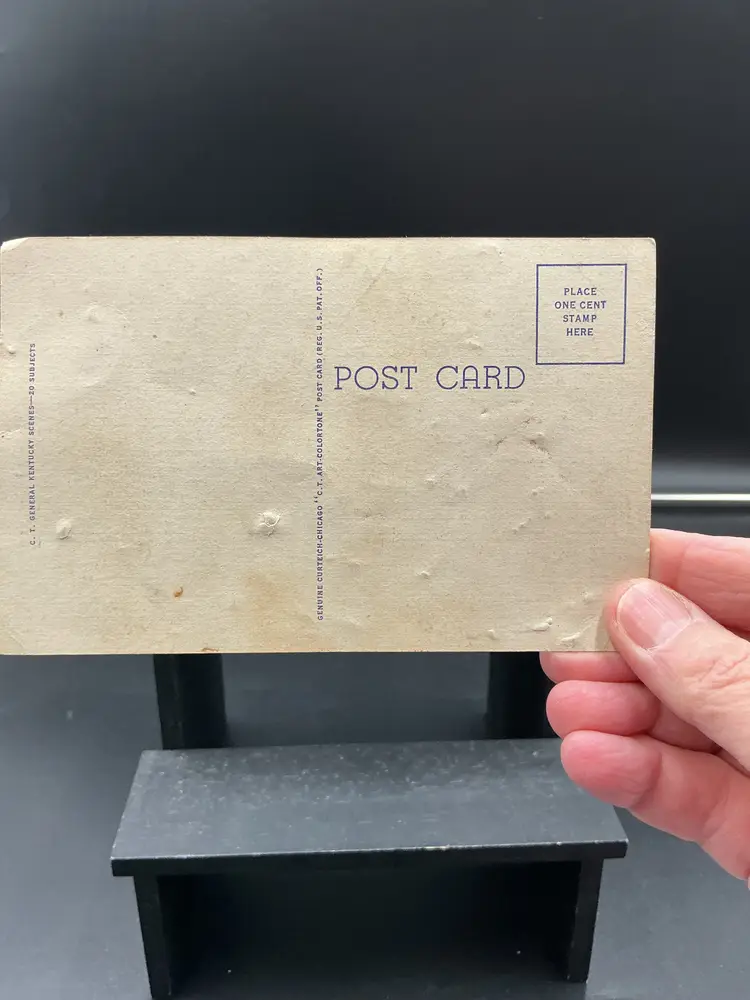 C. T. GENERAL KENTUCKY SCENES—20 SUBJECTS
GENUINE CURTEICH-CHICAGO "C.T. ART-COLORTONE" POST CARD (REG. U.S. PAT. OFF.)
POST CARD
PLACE
ONE CENT
STAMP
HERE